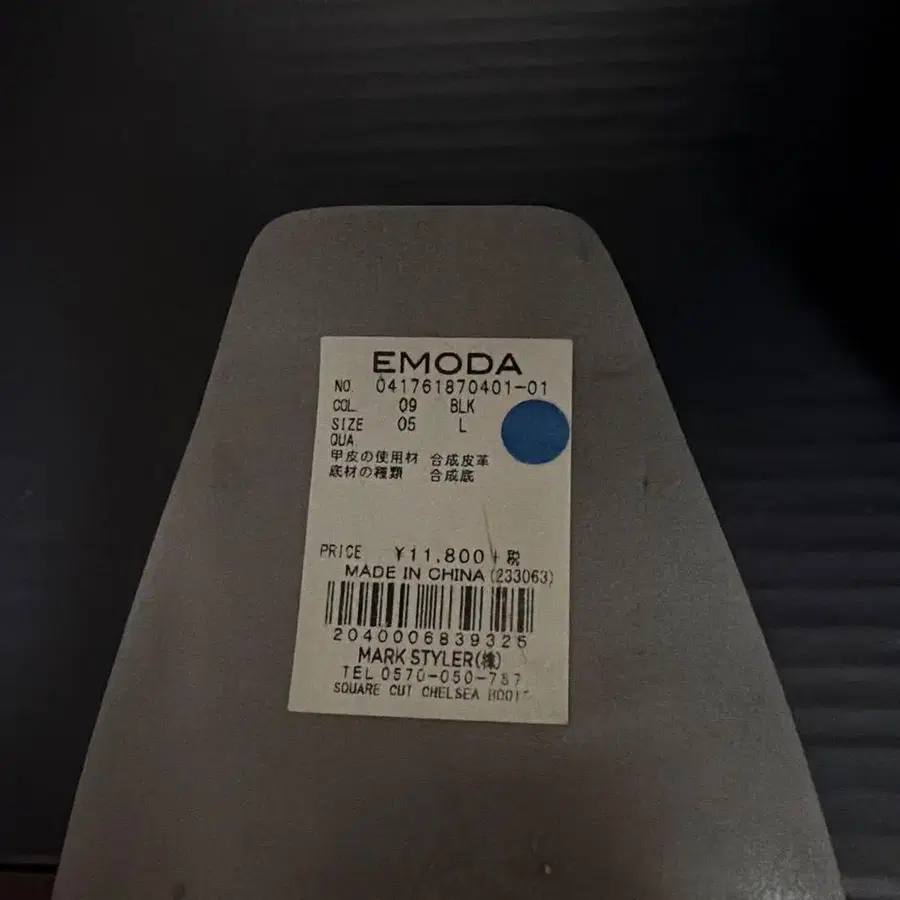 EMODA
NO. 041761870401-01
COL. 09 BLK
SIZE 05 L
QUA
甲皮の使用材 合成皮革
底材の種類 合成底
PRICE ¥11,800+税
MADE IN CHINA (233063)
2040006839325
MARK STYLER(株)
TEL 0570-050-787
SQUARE CUT CHELSEA